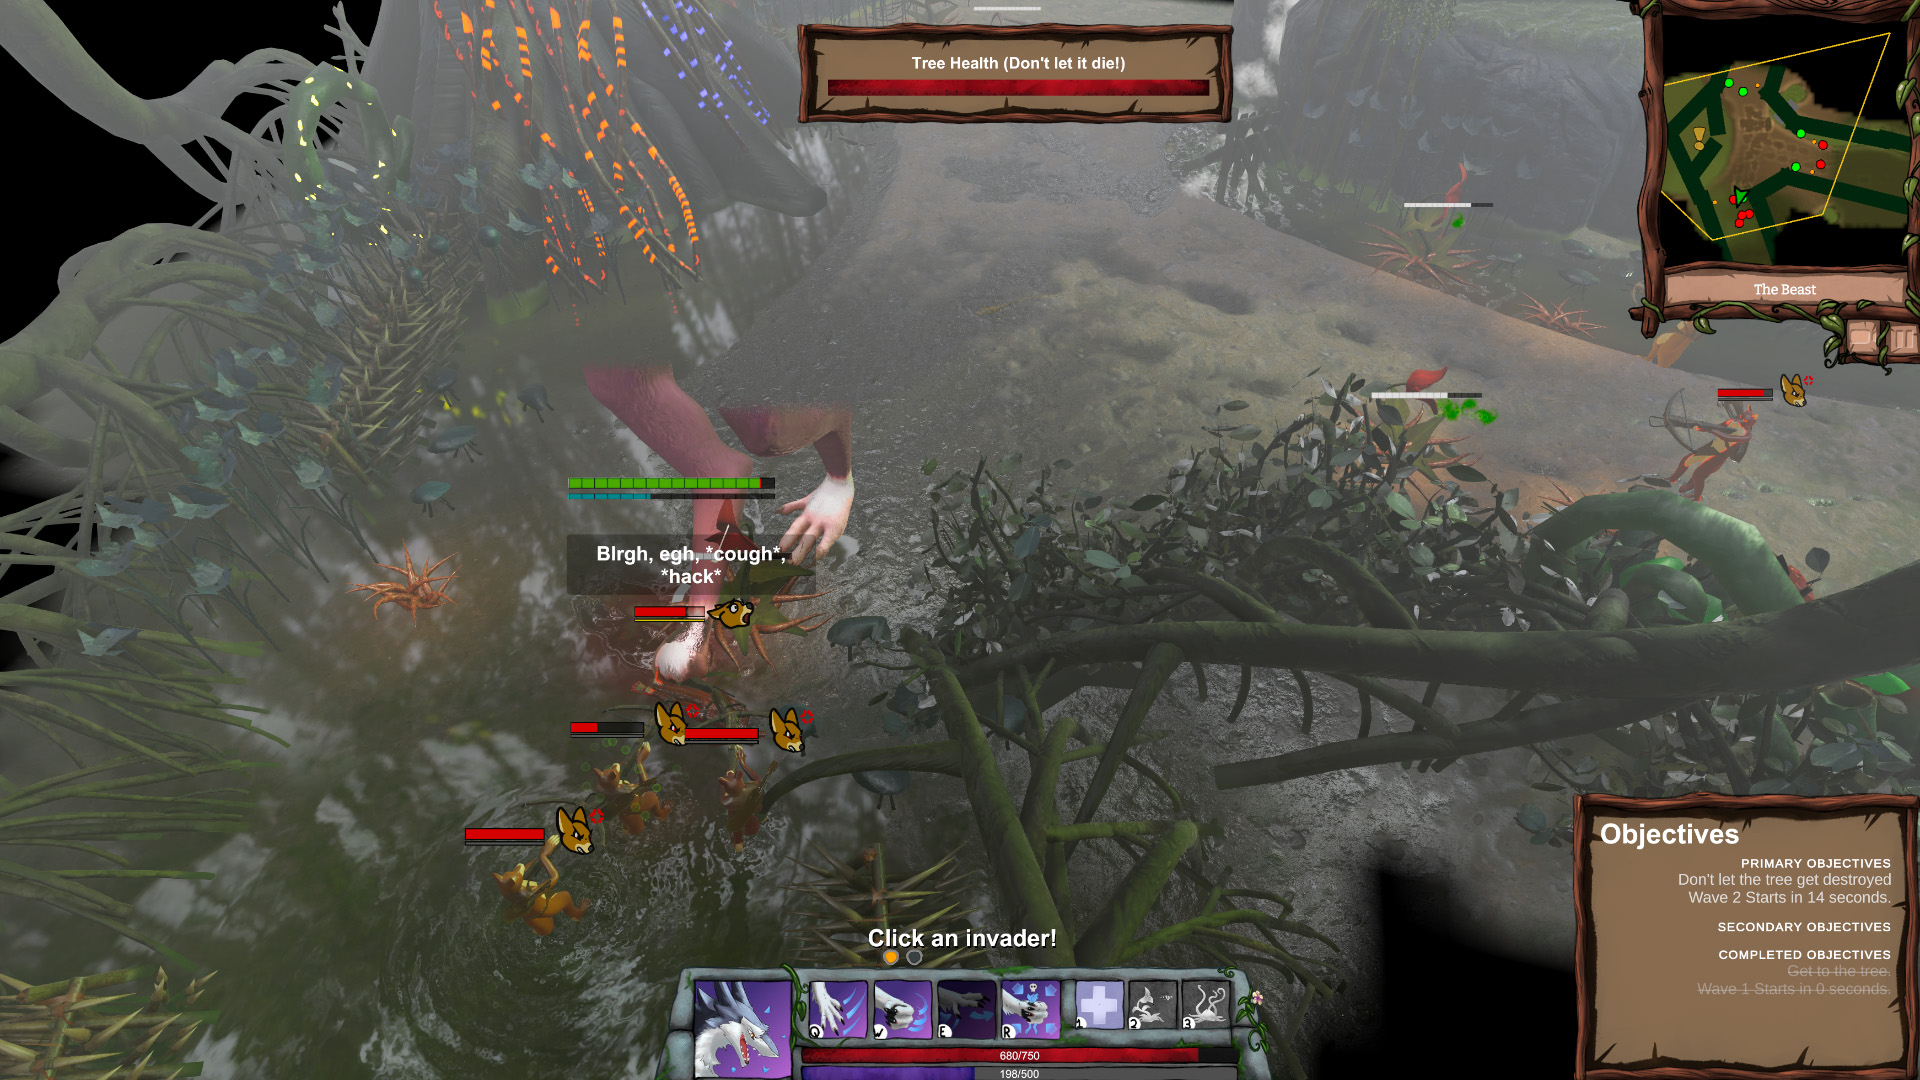 Tree Health (Don't let it die!)
The Beast
Blrgh, egh, *cough*,
*hack*
Click an invader!
Q
W
E
R
1
2
3
680/750
198/500
Objectives
PRIMARY OBJECTIVES
Don't let the tree get destroyed
Wave 2 Starts in 14 seconds.
SECONDARY OBJECTIVES
COMPLETED OBJECTIVES
Get to the tree.
Wave 1 Starts in 0 seconds.